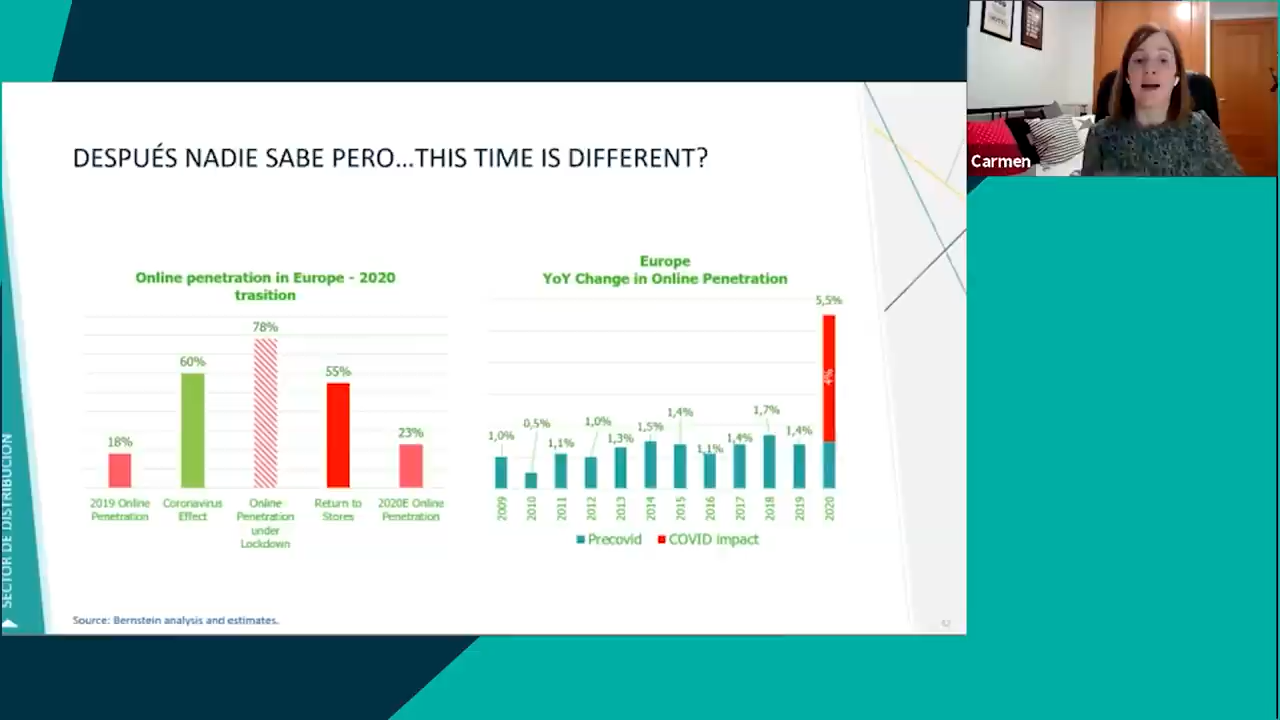 Carmen
DESPUÉS NADIE SABE PERO...THIS TIME IS DIFFERENT?
Online penetration in Europe - 2020
trasition
78%
60%
55%
18%
23%
2019 Online
Penetration
Coronavirus
Effect
Online
Penetration
under
Lockdown
Return to
Stores
2020E Online
Penetration
Europe
YoY Change in Online Penetration
5,5%
4%
1,0%
0,5%
1,1%
1,0%
1,3%
1,5%
1,4%
1,1%
1,4%
1,7%
1,4%
2009
2010
2011
2012
2013
2014
2015
2016
2017
2018
2019
2020
Precovid
COVID impact
SECTOR DE DISTRIBUCIÓN
Source: Bernstein analysis and estimates.
42